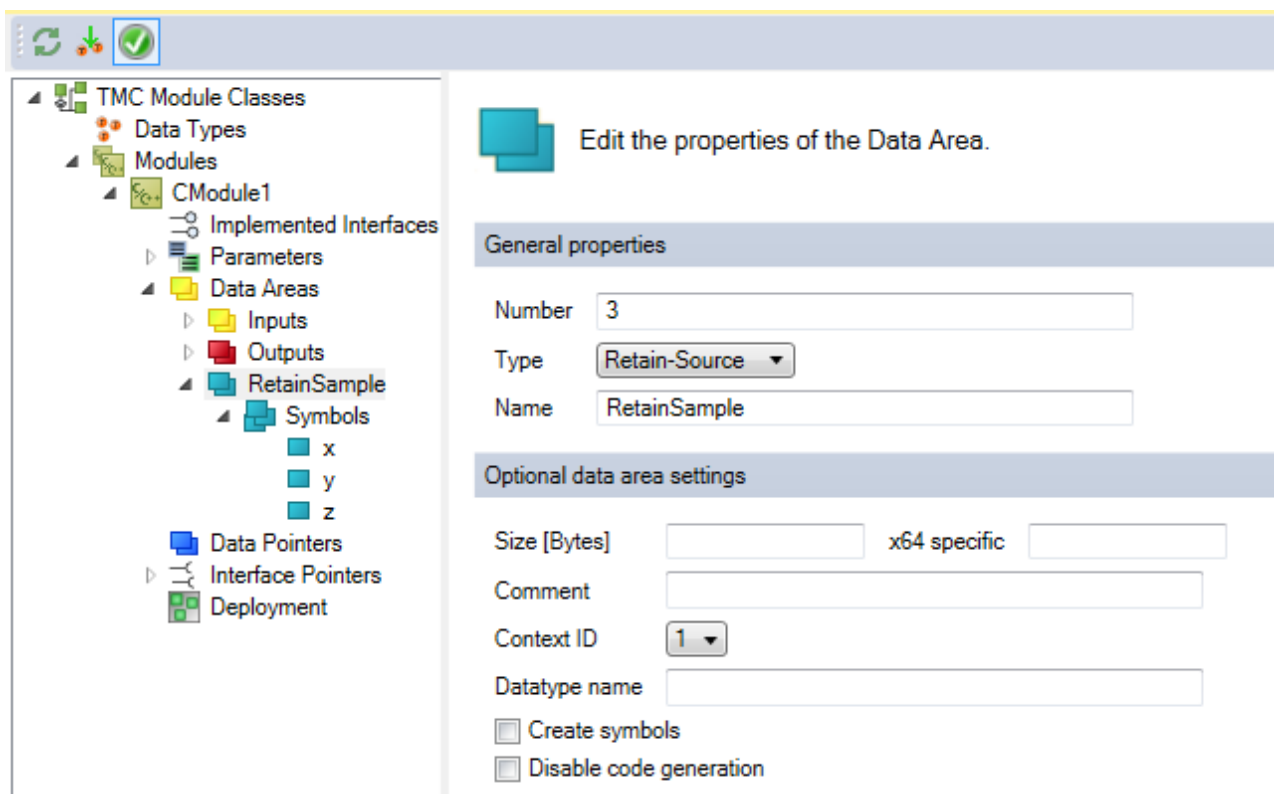 TMC Module Classes
Data Types
Modules
CModule1
Implemented Interfaces
Parameters
Data Areas
Inputs
Outputs
RetainSample
Symbols
x
y
z
Data Pointers
Interface Pointers
Deployment
Edit the properties of the Data Area.
General properties
Number 3
Type Retain-Source
Name RetainSample
Optional data area settings
Size [Bytes] x64 specific
Comment
Context ID 1
Datatype name
Create symbols
Disable code generation